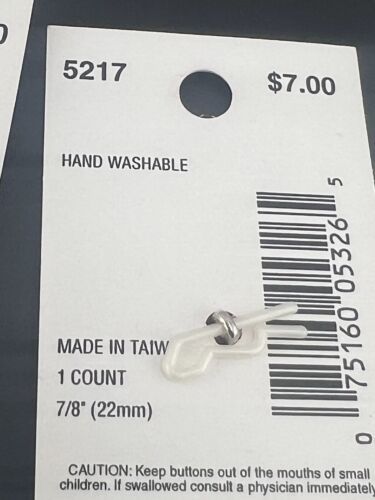 5217
$7.00
HAND WASHABLE
MADE IN TAIW
1 COUNT
7/8" (22mm)
0 75160 05326 5
CAUTION: Keep buttons out of the mouths of small
children. If swallowed consult a physician immediately